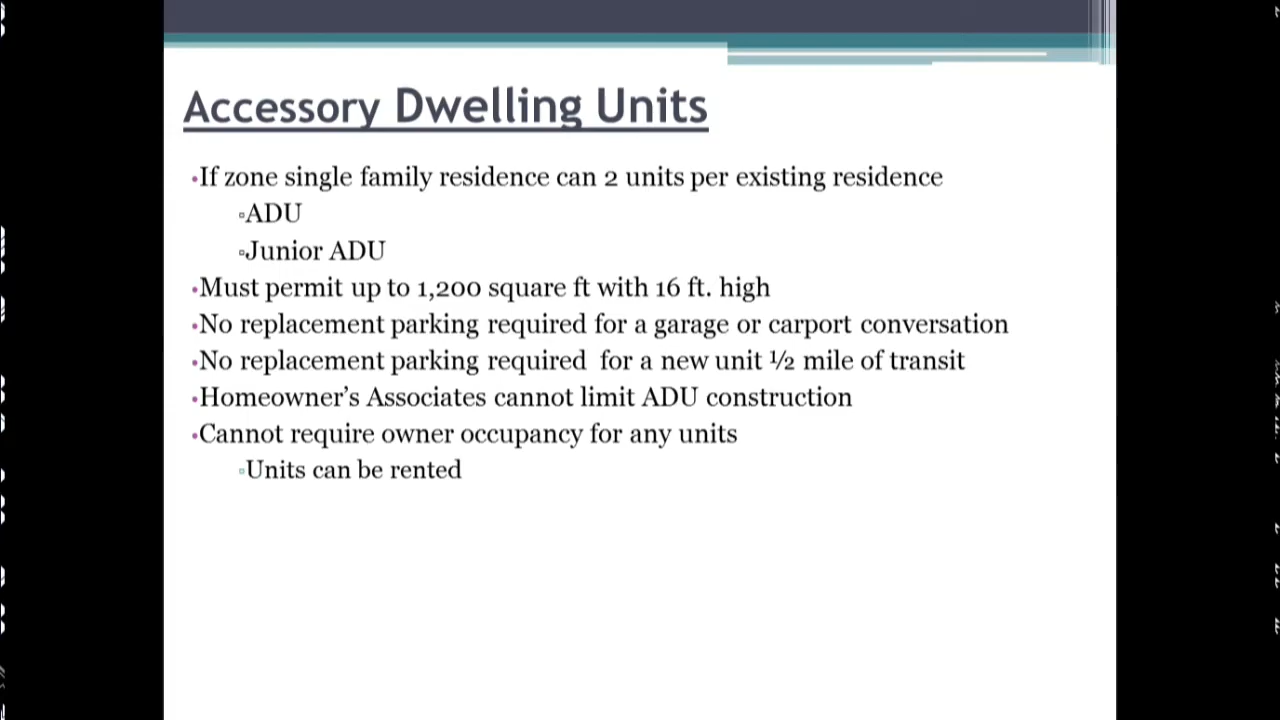 Accessory Dwelling Units
•If zone single family residence can 2 units per existing residence
▫ADU
▫Junior ADU
•Must permit up to 1,200 square ft with 16 ft. high
•No replacement parking required for a garage or carport conversation
•No replacement parking required  for a new unit ½ mile of transit
•Homeowner’s Associates cannot limit ADU construction
•Cannot require owner occupancy for any units
▫Units can be rented